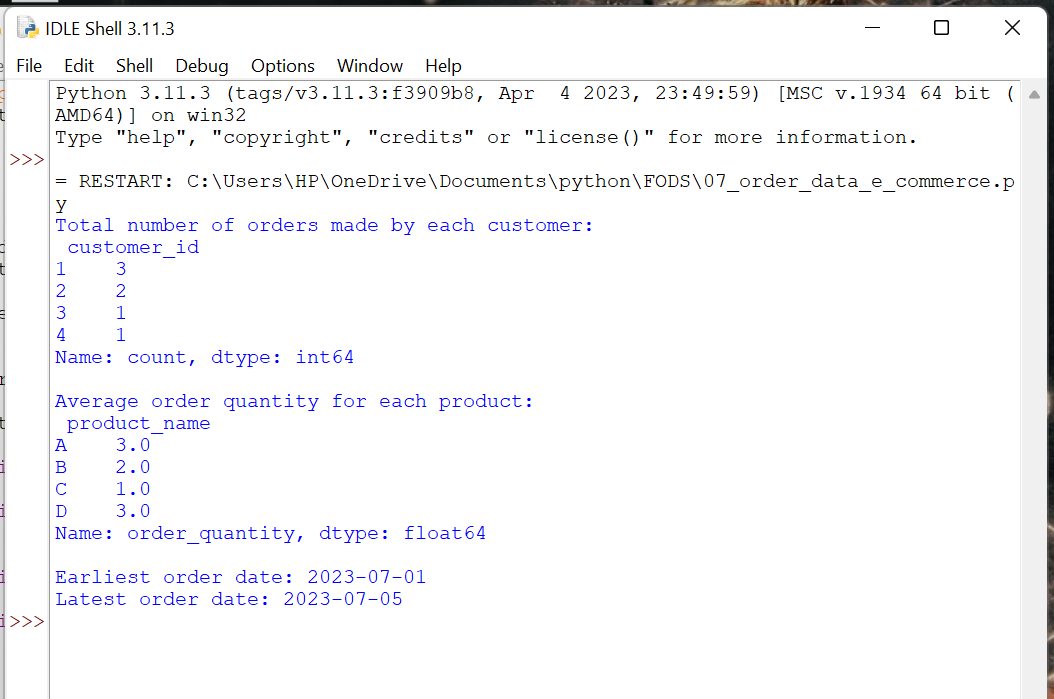 IDLE Shell 3.11.3
File Edit Shell Debug Options Window Help
Python 3.11.3 (tags/v3.11.3:f3909b8, Apr  4 2023, 23:49:59) [MSC v.1934 64 bit (
AMD64)] on win32
Type "help", "copyright", "credits" or "license()" for more information.
>>>
= RESTART: C:\Users\HP\OneDrive\Documents\python\FODS\07_order_data_e_commerce.p
y
Total number of orders made by each customer:
 customer_id
1    3
2    2
3    1
4    1
Name: count, dtype: int64
Average order quantity for each product:
 product_name
A    3.0
B    2.0
C    1.0
D    3.0
Name: order_quantity, dtype: float64
Earliest order date: 2023-07-01
Latest order date: 2023-07-05
>>>